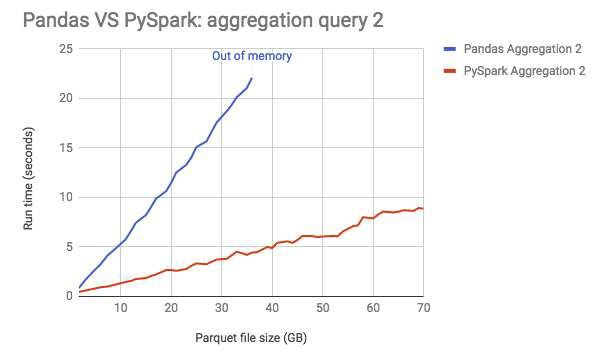 Pandas VS PySpark: aggregation query 2
25
20
15
10
5
0
Run time (seconds)
Out of memory
10 20 30 40 50 60 70
Parquet file size (GB)
Pandas Aggregation 2
PySpark Aggregation 2